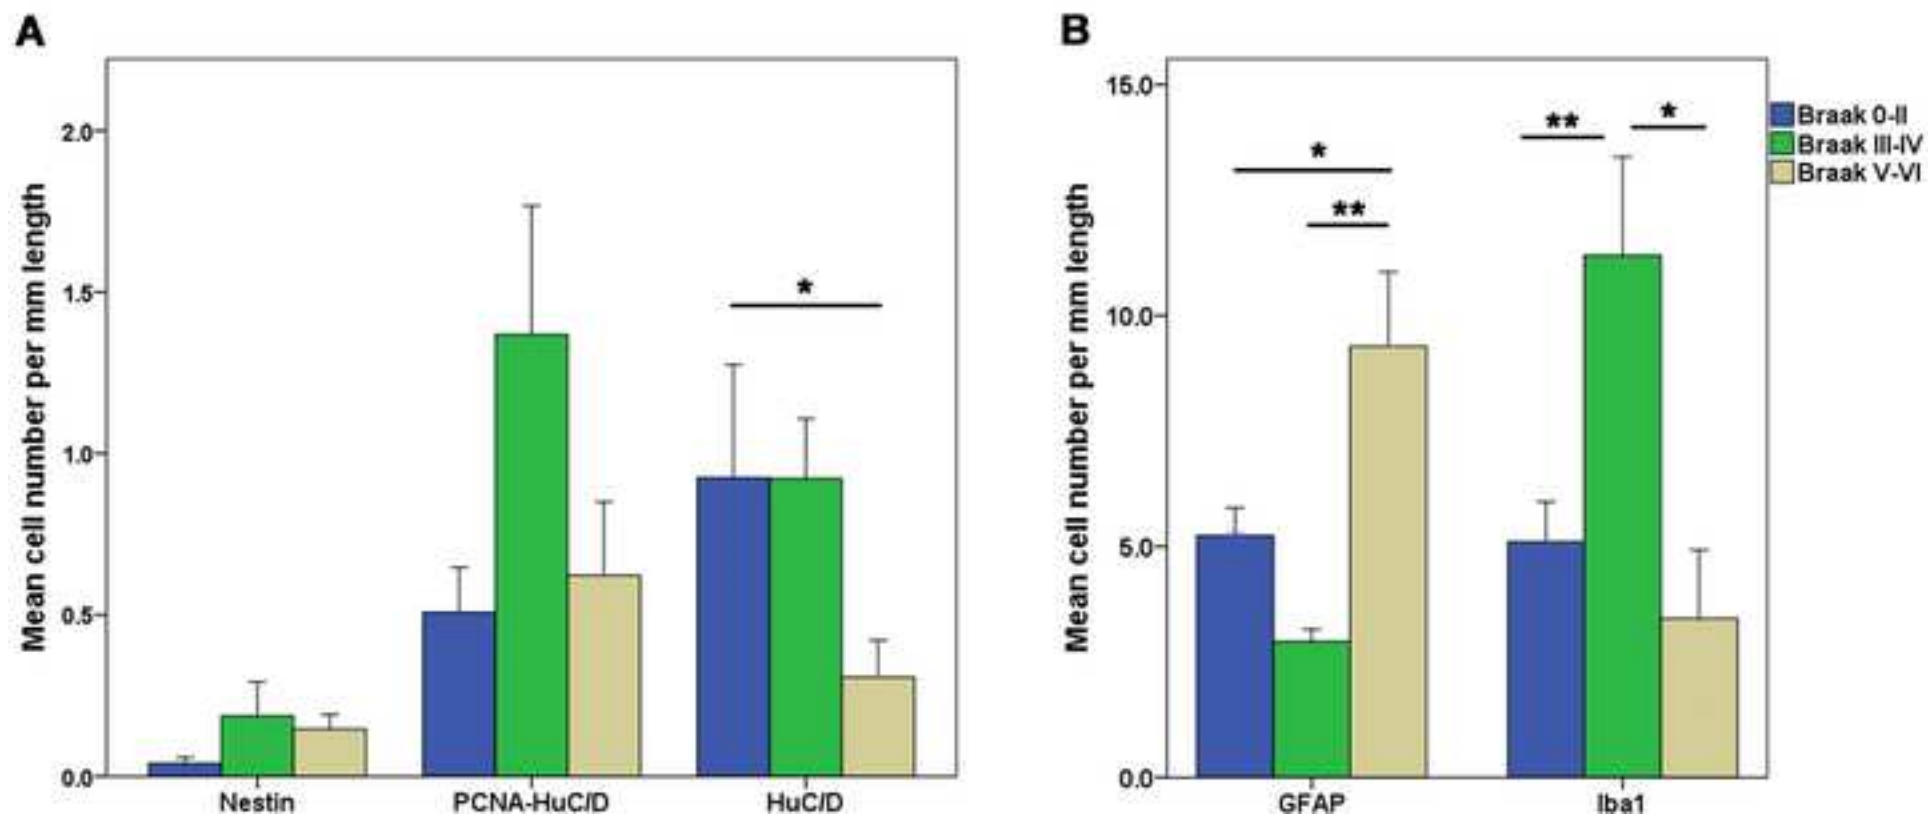 A
Mean cell number per mm length
2.0
1.5
*
1.0
0.5
0.0
Nestin PCNA-HuC/D HuC/D
B
Mean cell number per mm length
15.0
** *
*
**
10.0
5.0
0.0
GFAP Iba1
Braak 0-II
Braak III-IV
Braak V-VI